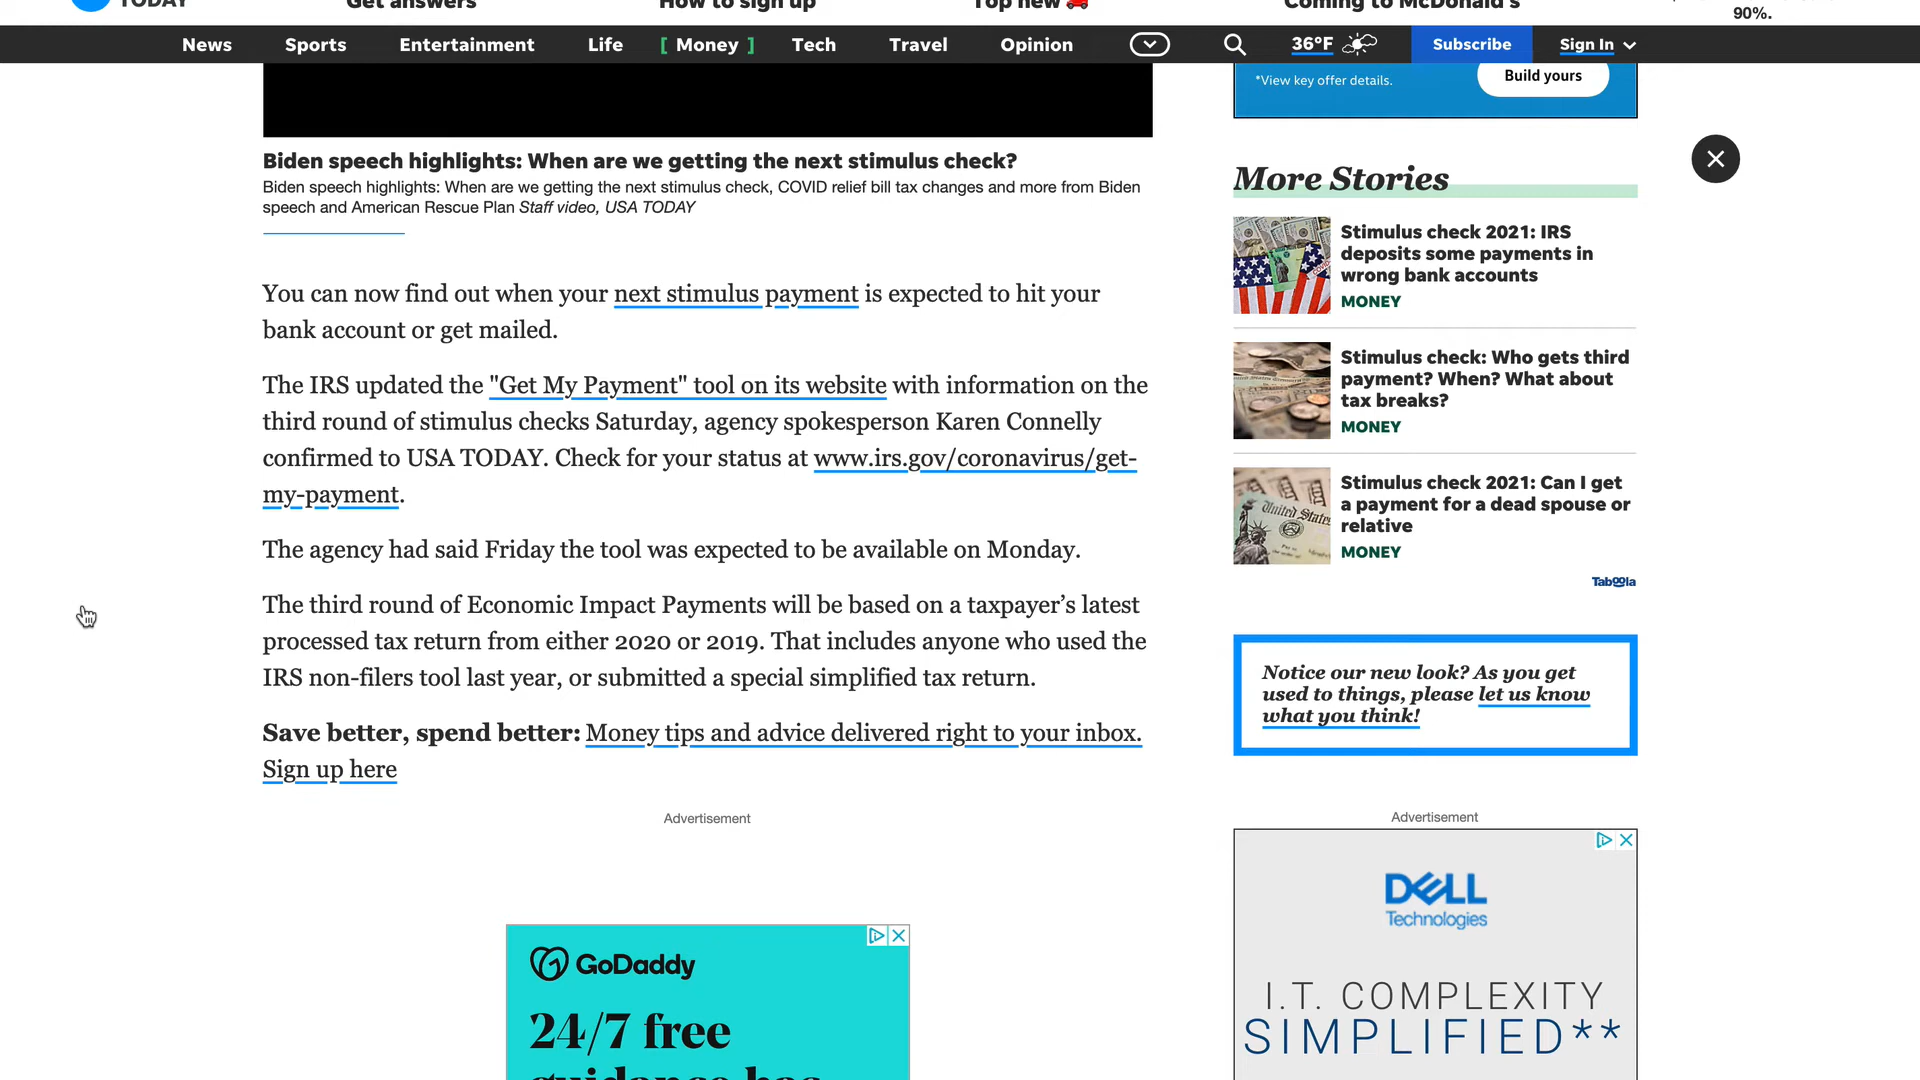 TODAY
Get answers
How to sign up
Top new
Coming to McDonald's
90%.
News
Sports
Entertainment
Life
[ Money ]
Tech
Travel
Opinion
36°F
Subscribe
Sign In
*View key offer details.
Build yours
Biden speech highlights: When are we getting the next stimulus check?
Biden speech highlights: When are we getting the next stimulus check, COVID relief bill tax changes and more from Biden
speech and American Rescue Plan Staff video, USA TODAY
You can now find out when your next stimulus payment is expected to hit your
bank account or get mailed.
The IRS updated the "Get My Payment" tool on its website with information on the
third round of stimulus checks Saturday, agency spokesperson Karen Connelly
confirmed to USA TODAY. Check for your status at www.irs.gov/coronavirus/get-
my-payment.
The agency had said Friday the tool was expected to be available on Monday.
The third round of Economic Impact Payments will be based on a taxpayer’s latest
processed tax return from either 2020 or 2019. That includes anyone who used the
IRS non-filers tool last year, or submitted a special simplified tax return.
Save better, spend better: Money tips and advice delivered right to your inbox.
Sign up here
Advertisement
GoDaddy
24/7 free
guidance
More Stories
Stimulus check 2021: IRS
deposits some payments in
wrong bank accounts
MONEY
Stimulus check: Who gets third
payment? When? What about
tax breaks?
MONEY
United States
Stimulus check 2021: Can I get
a payment for a dead spouse or
relative
MONEY
Taboola
Notice our new look? As you get
used to things, please let us know
what you think!
Advertisement
DELL
Technologies
I.T. COMPLEXITY
SIMPLIFIED**